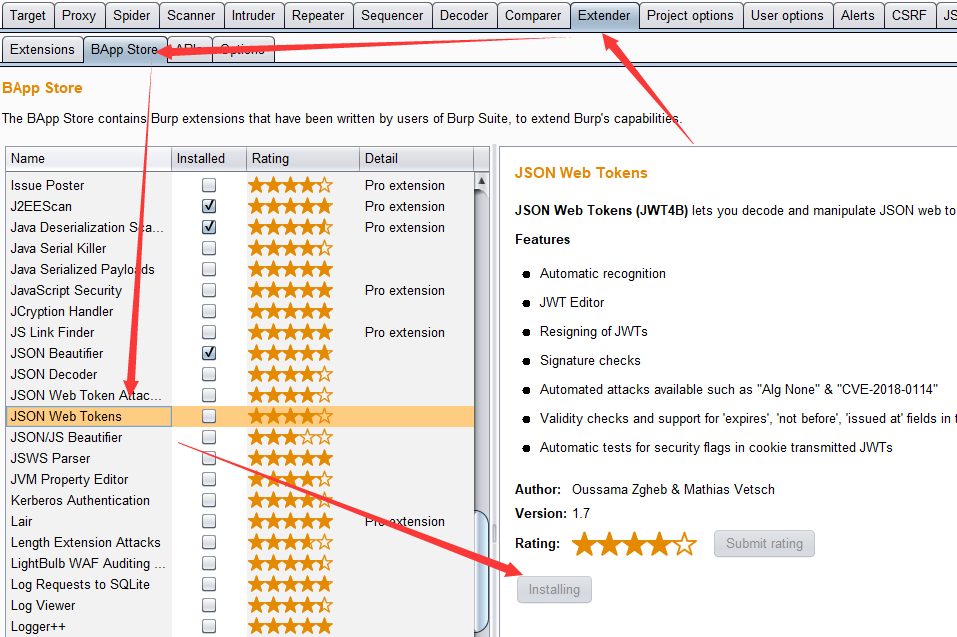 Target Proxy Spider Scanner Intruder Repeater Sequencer Decoder Comparer Extender Project options User options Alerts CSRF JS
Extensions BApp Store APIs Options
BApp Store
The BApp Store contains Burp extensions that have been written by users of Burp Suite, to extend Burp's capabilities.
Name Installed Rating Detail
Issue Poster Pro extension
J2EEScan Pro extension
Java Deserialization Sca... Pro extension
Java Serial Killer
Java Serialized Payloads
JavaScript Security Pro extension
JCryption Handler
JS Link Finder Pro extension
JSON Beautifier
JSON Decoder
JSON Web Token Attac...
JSON Web Tokens
JSON/JS Beautifier
JSWS Parser
JVM Property Editor
Kerberos Authentication
Lair Pro extension
Length Extension Attacks
LightBulb WAF Auditing ...
Log Requests to SQLite
Log Viewer
Logger++
JSON Web Tokens
JSON Web Tokens (JWT4B) lets you decode and manipulate JSON web to
Features
Automatic recognition
JWT Editor
Resigning of JWTs
Signature checks
Automated attacks available such as "Alg None" & "CVE-2018-0114"
Validity checks and support for 'expires', 'not before', 'issued at' fields in t
Automatic tests for security flags in cookie transmitted JWTs
Author: Oussama Zgheb & Mathias Vetsch
Version: 1.7
Rating: Submit rating
Installing